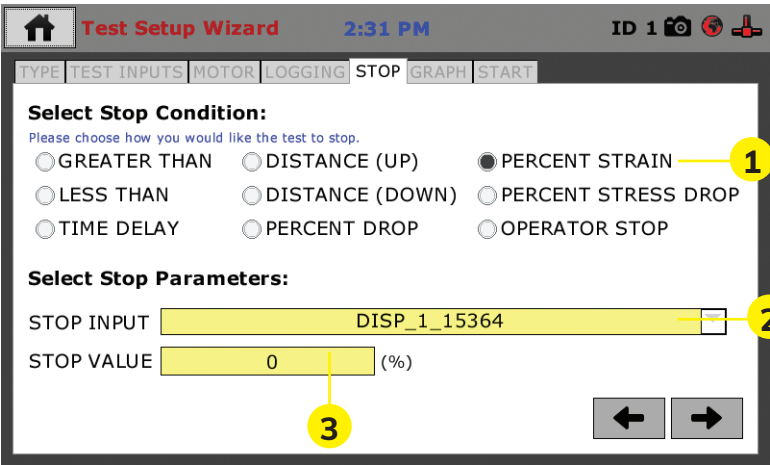 Test Setup Wizard 2:31 PM ID 1
TYPE TEST INPUTS MOTOR LOGGING STOP GRAPH START
Select Stop Condition:
Please choose how you would like the test to stop.
GREATER THAN DISTANCE (UP) PERCENT STRAIN 1
LESS THAN DISTANCE (DOWN) PERCENT STRESS DROP
TIME DELAY PERCENT DROP OPERATOR STOP
Select Stop Parameters:
STOP INPUT DISP_1_15364 2
STOP VALUE 0 (%)
3